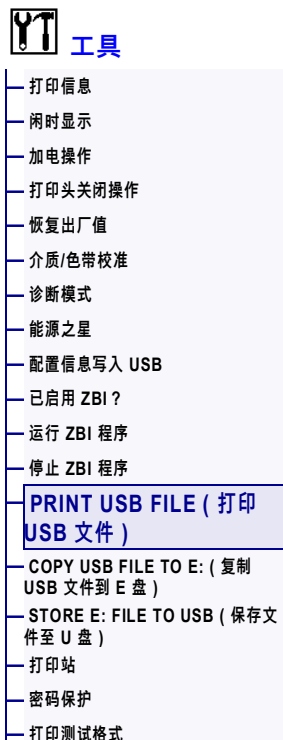 工具
打印信息
闲时显示
加电操作
打印头关闭操作
恢复出厂值
介质/色带校准
诊断模式
能源之星
配置信息写入 USB
已启用 ZBI ?
运行 ZBI 程序
停止 ZBI 程序
PRINT USB FILE ( 打印
USB 文件 )
COPY USB FILE TO E: ( 复制
USB 文件到 E 盘 )
STORE E: FILE TO USB ( 保存文
件至 U 盘 )
打印站
密码保护
打印测试格式